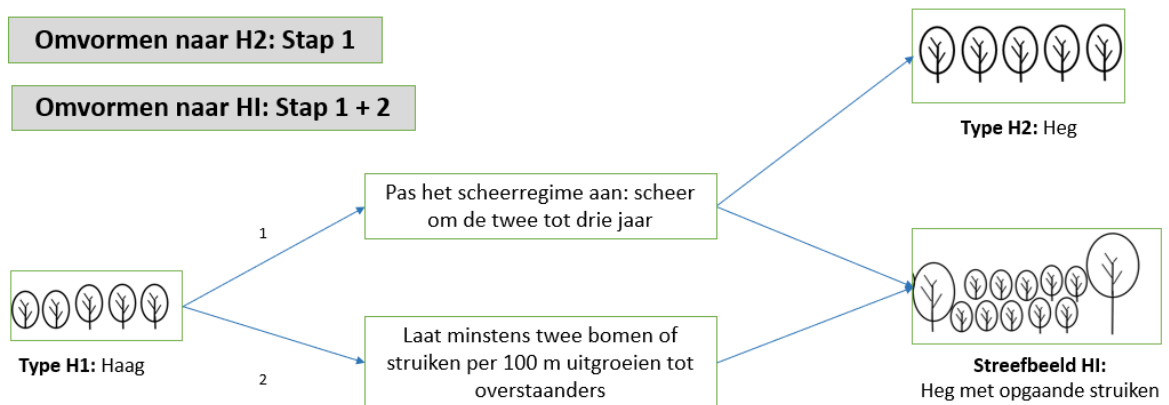 Omvormen naar H2: Stap 1
Omvormen naar HI: Stap 1 + 2
Type H2: Heg
Pas het scheerregime aan: scheer
om de twee tot drie jaar
1
Type H1: Haag
2
Laat minstens twee bomen of
struiken per 100 m uitgroeien tot
overstaanders
Streefbeeld HI:
Heg met opgaande struiken